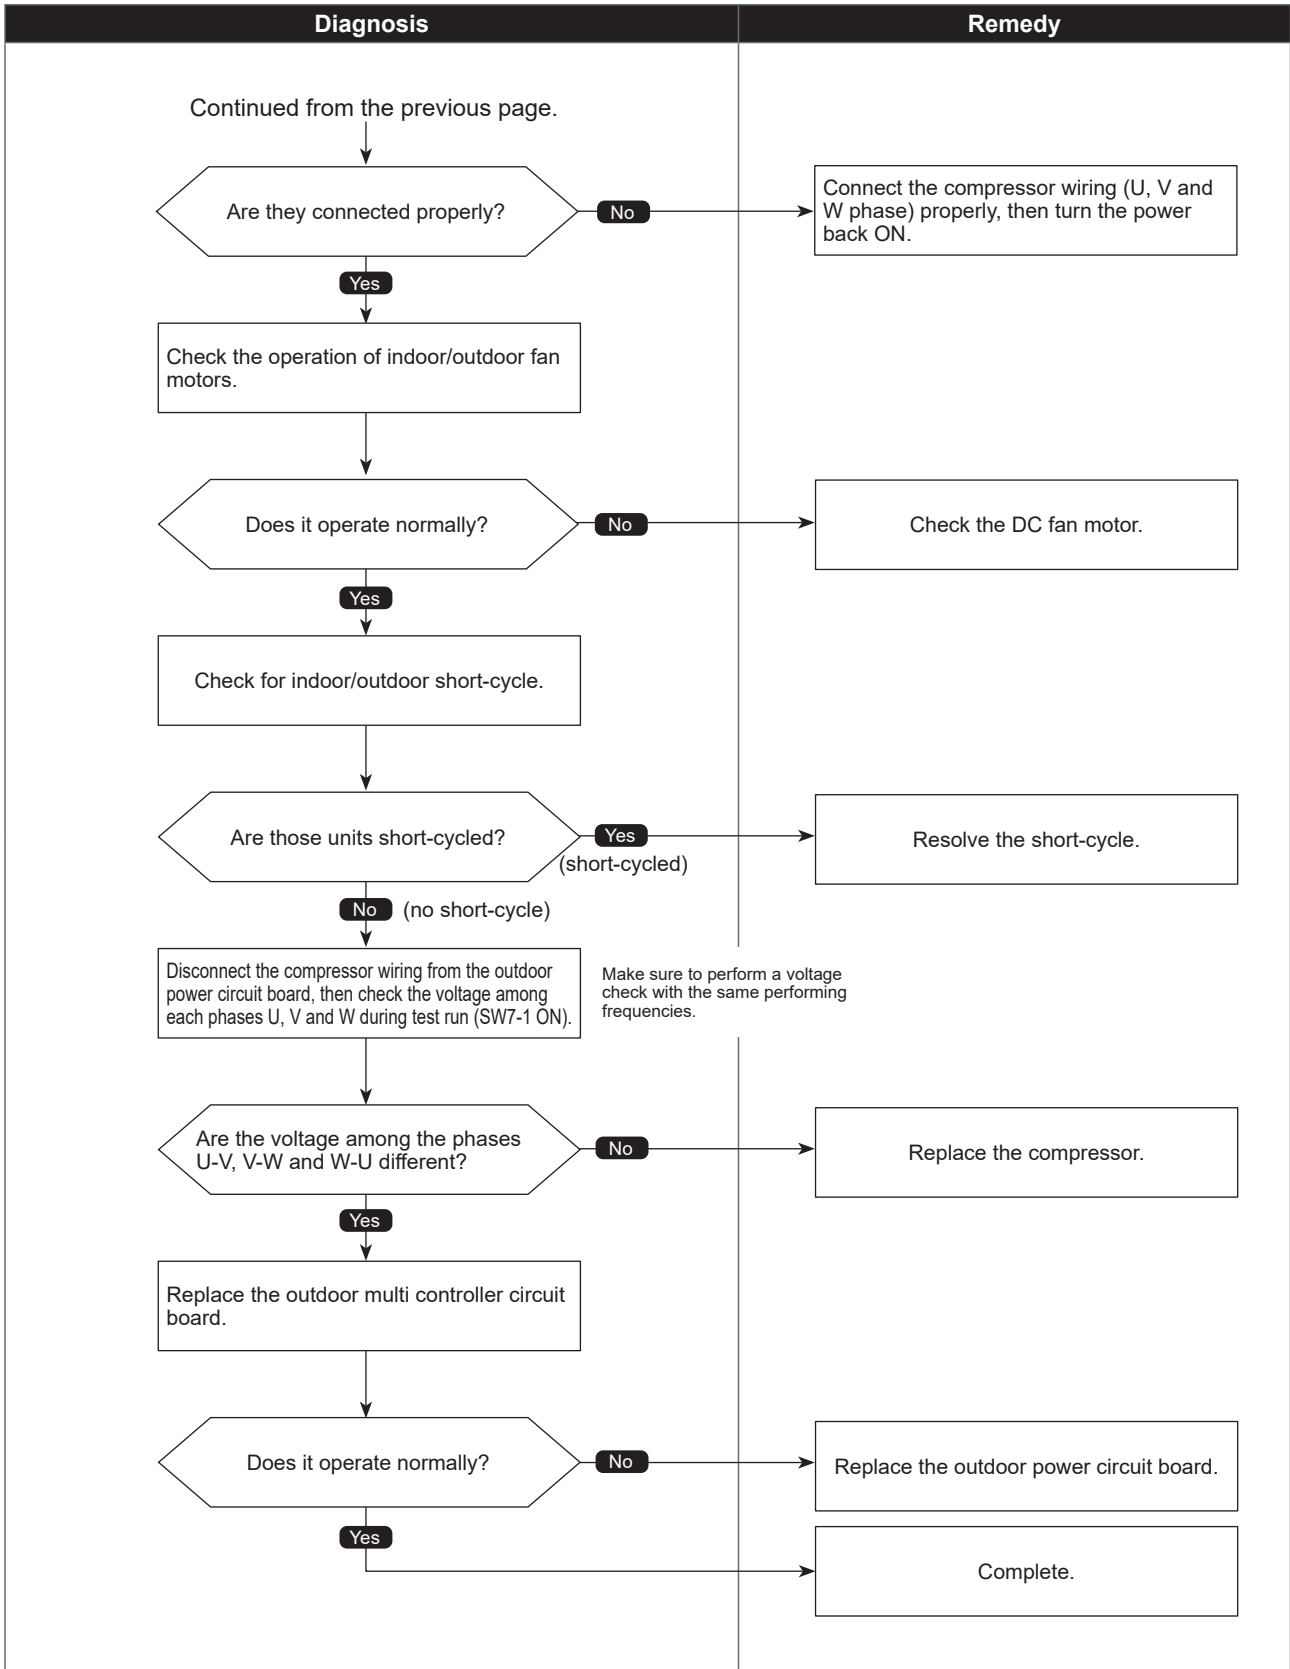 Diagnosis
Remedy
Continued from the previous page.
Are they connected properly?
No
Connect the compressor wiring (U, V and
W phase) properly, then turn the power
back ON.
Yes
Check the operation of indoor/outdoor fan
motors.
Does it operate normally?
No
Check the DC fan motor.
Yes
Check for indoor/outdoor short-cycle.
Are those units short-cycled?
Yes
(short-cycled)
Resolve the short-cycle.
No
(no short-cycle)
Disconnect the compressor wiring from the outdoor
power circuit board, then check the voltage among
each phases U, V and W during test run (SW7-1 ON).
Make sure to perform a voltage
check with the same performing
frequencies.
Are the voltage among the phases
U-V, V-W and W-U different?
No
Replace the compressor.
Yes
Replace the outdoor multi controller circuit
board.
Does it operate normally?
No
Replace the outdoor power circuit board.
Yes
Complete.